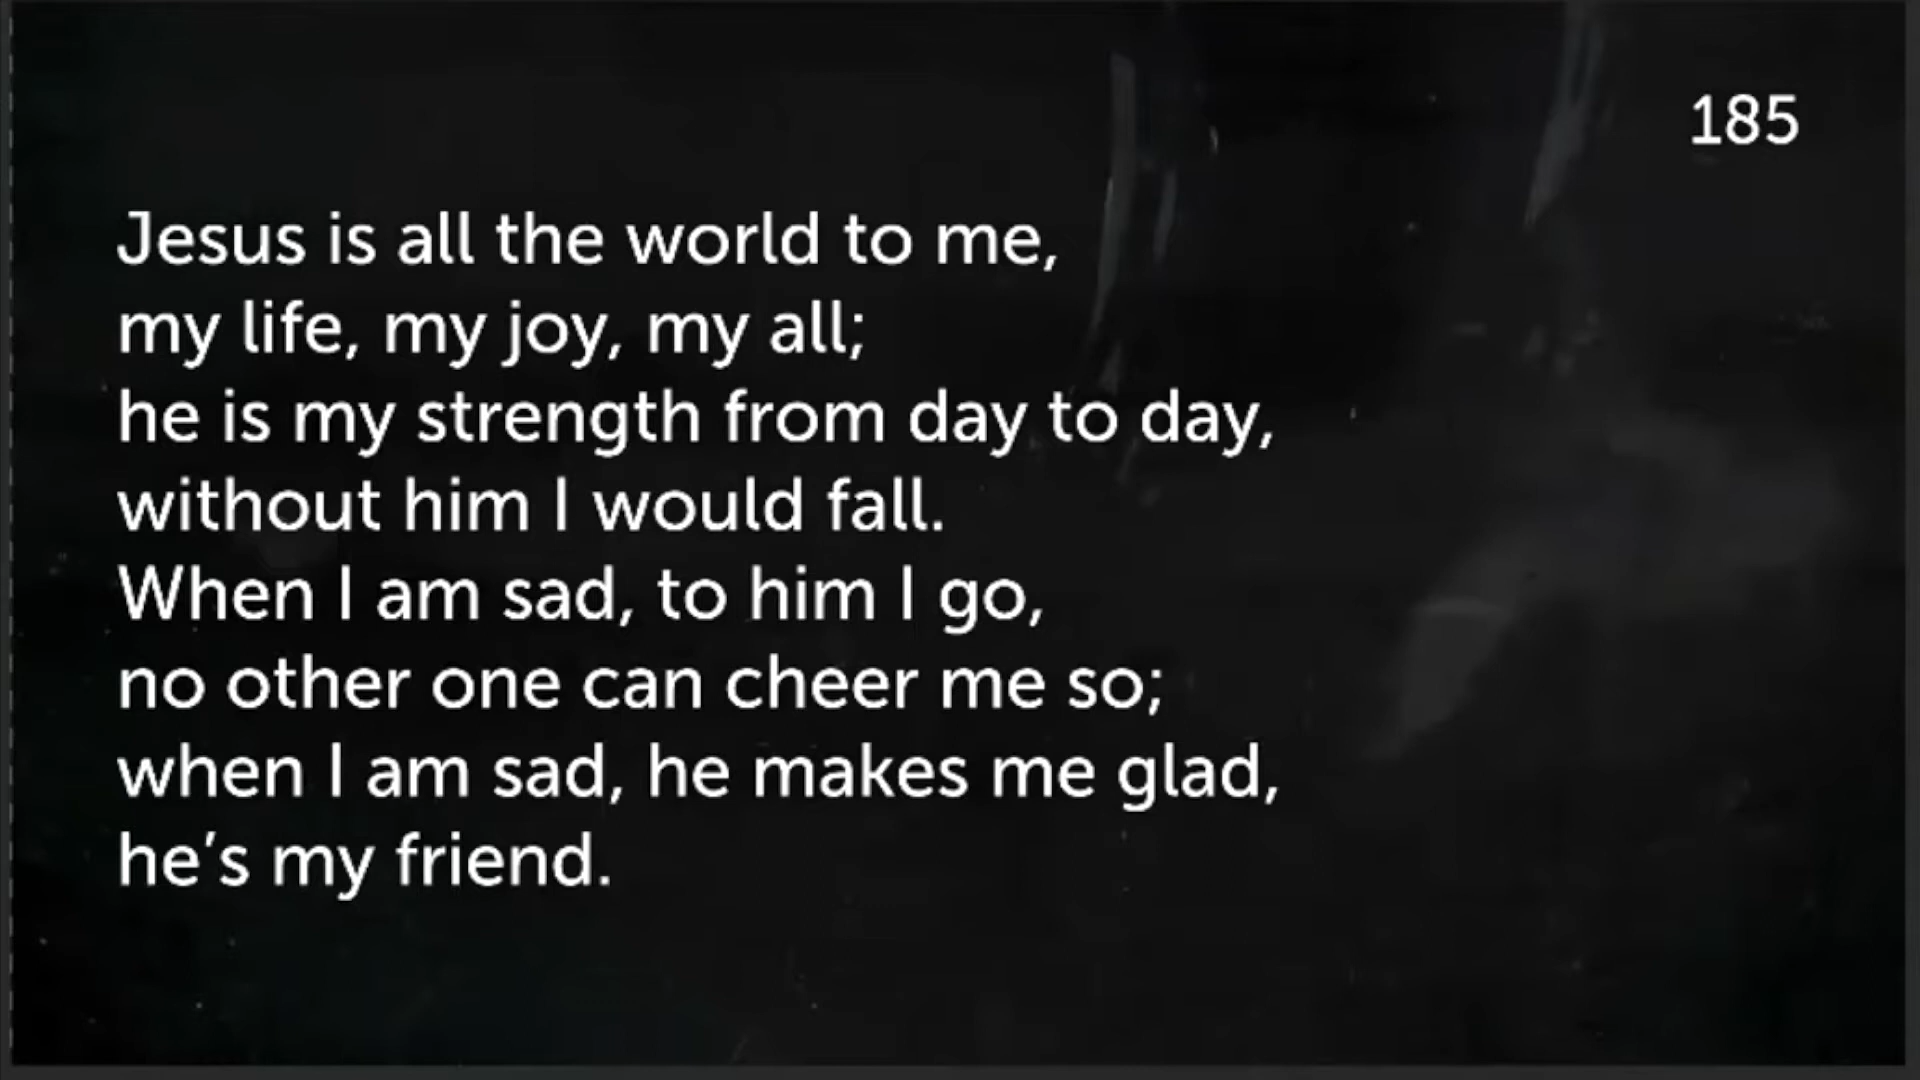 185
Jesus is all the world to me,
my life, my joy, my all;
he is my strength from day to day,
without him I would fall.
When I am sad, to him I go,
no other one can cheer me so;
when I am sad, he makes me glad,
he’s my friend.